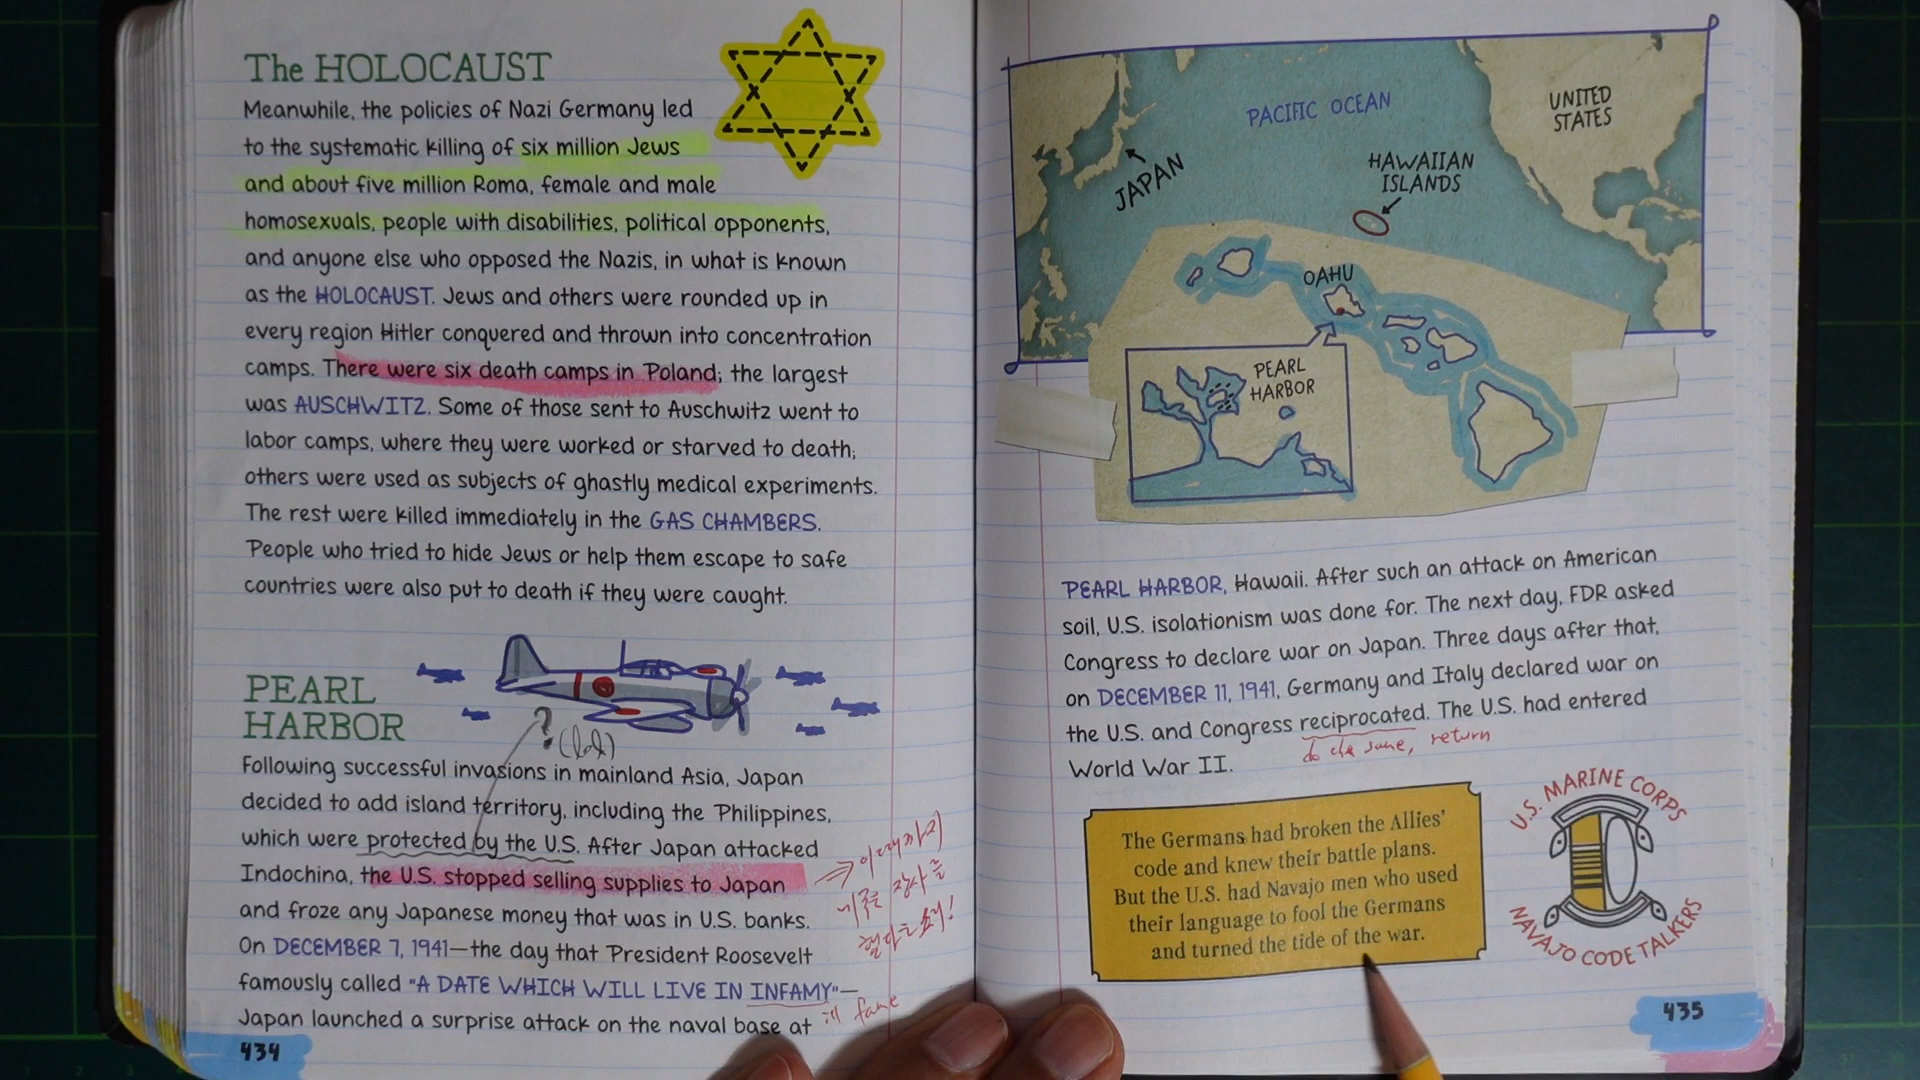 The HOLOCAUST
Meanwhile, the policies of Nazi Germany led
to the systematic killing of six million Jews
and about five million Roma, female and male
homosexuals, people with disabilities, political opponents,
and anyone else who opposed the Nazis, in what is known
as the HOLOCAUST. Jews and others were rounded up in
every region Hitler conquered and thrown into concentration
camps. There were six death camps in Poland; the largest
was AUSCHWITZ. Some of those sent to Auschwitz went to
labor camps, where they were worked or starved to death;
others were used as subjects of ghastly medical experiments.
The rest were killed immediately in the GAS CHAMBERS.
People who tried to hide Jews or help them escape to safe
countries were also put to death if they were caught.
PEARL
HARBOR
?
Following successful invasions in mainland Asia, Japan
decided to add island territory, including the Philippines,
which were protected by the U.S. After Japan attacked
Indochina, the U.S. stopped selling supplies to Japan
and froze any Japanese money that was in U.S. banks.
On DECEMBER 7, 1941—the day that President Roosevelt
famously called "A DATE WHICH WILL LIVE IN INFAMY"—
Japan launched a surprise attack on the naval base at
ill fame
434
PACIFIC OCEAN
UNITED
STATES
JAPAN
HAWAIIAN
ISLANDS
OAHU
PEARL
HARBOR
PEARL HARBOR, Hawaii. After such an attack on American
soil, U.S. isolationism was done for. The next day, FDR asked
Congress to declare war on Japan. Three days after that,
on DECEMBER 11, 1941, Germany and Italy declared war on
the U.S. and Congress reciprocated. The U.S. had entered
do the same, return
World War II.
The Germans had broken the Allies'
code and knew their battle plans.
But the U.S. had Navajo men who used
their language to fool the Germans
and turned the tide of the war.
U.S. MARINE CORPS
NAVAJO CODE TALKERS
435